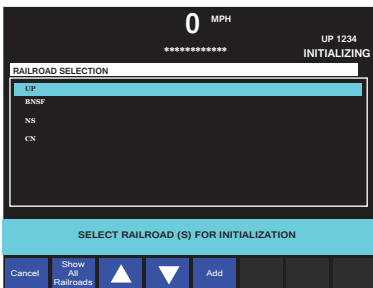 0 MPH
************
UP 1234
INITIALIZING
RAILROAD SELECTION
UP
BNSF
NS
CN
SELECT RAILROAD (S) FOR INITIALIZATION
Cancel
Show
All
Railroads
Add